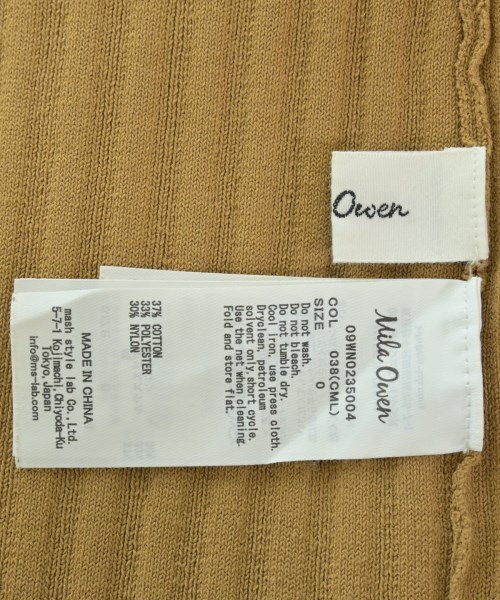 Owen
Mila Owen
09WN0235004
COL 038(OML)
SIZE 0
Do not wash.
Do not bleach.
Do not tumble dry.
Cool iron, use press cloth.
Dryclean, petroleum
solvent only, short cycle.
Use the net when cleaning.
Fold and store flat.
37% COTTON
33% POLYESTER
30% NYLON
MADE IN CHINA
mash style lab Co.,Ltd.
5-7-1 Kojimachi Chiyoda-Ku
Tokyo, Japan
info@ms-lab.com